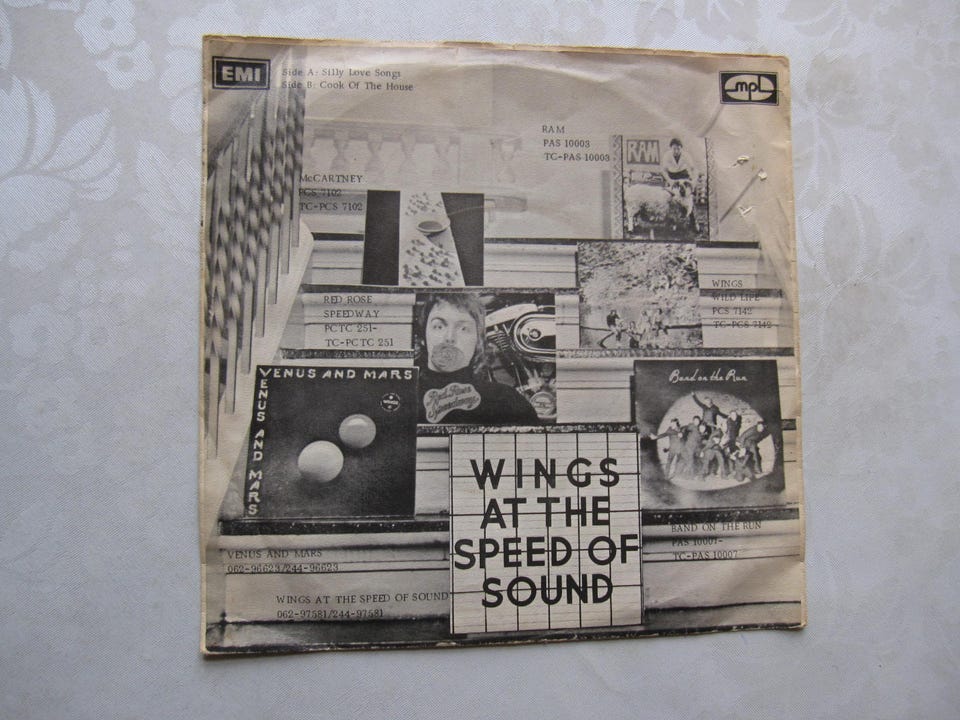 EMI
Side A: Silly Love Songs
Side B: Cook Of The House
mpl
RAM
PAS 10003
TC-PAS 10003
RAM
McCARTNEY
PCS 7102
TC-PCS 7102
WINGS
WILD LIFE
PCS 7142
TC-PCS 7142
RED ROSE
SPEEDWAY
PCTC 251-
TC-PCTC 251
Red Rose
Speedway
VENUS AND MARS
VENUS AND MARS
WINGS
Band on the Run
WINGS
AT THE
SPEED OF
SOUND
BAND ON THE RUN
PAS 10007-
TC-PAS 10007
VENUS AND MARS
062-96623/244-96623
WINGS AT THE SPEED OF SOUND
062-97581/244-97581